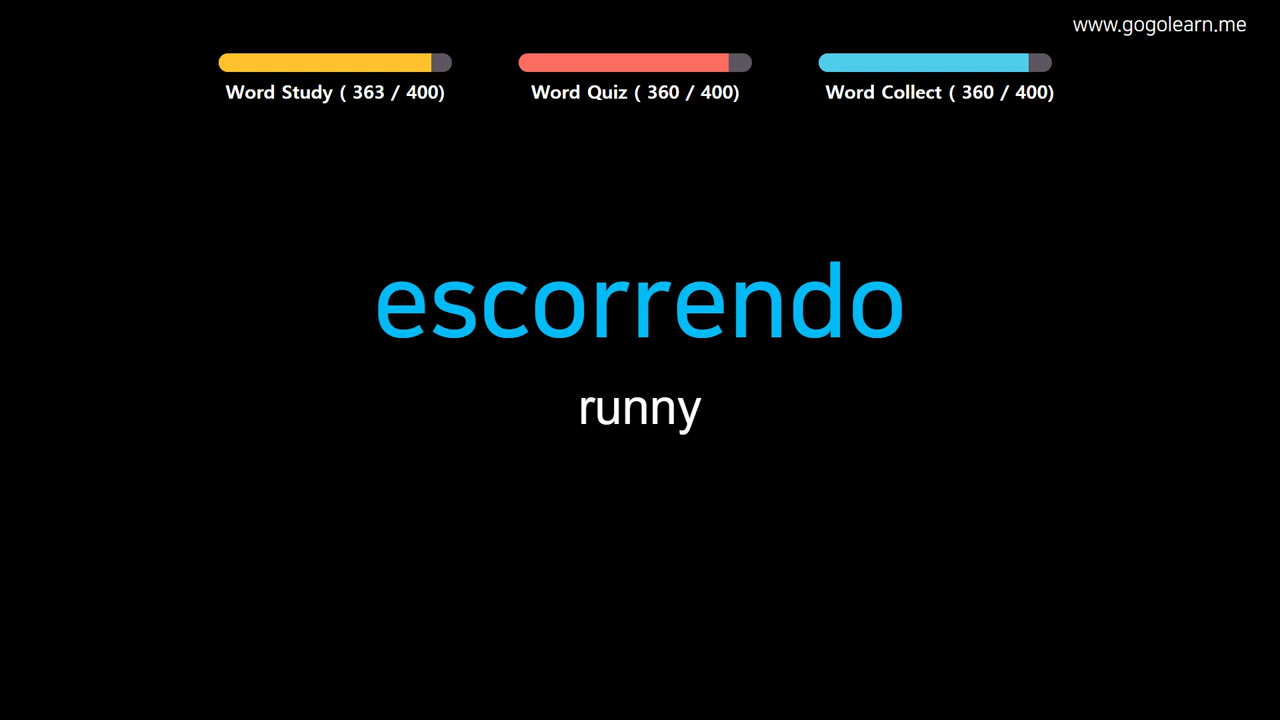 www.gogolearn.me
Word Study ( 363 / 400)
Word Quiz ( 360 / 400)
Word Collect ( 360 / 400)
escorrendo
runny